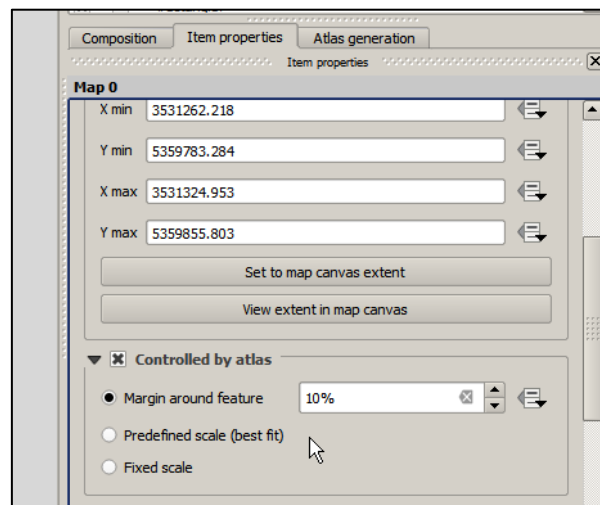 Composition Item properties Atlas generation
Item properties
Map 0
X min 3531262.218
Y min 5359783.284
X max 3531324.953
Y max 5359855.803
Set to map canvas extent
View extent in map canvas
Controlled by atlas
Margin around feature 10%
Predefined scale (best fit)
Fixed scale